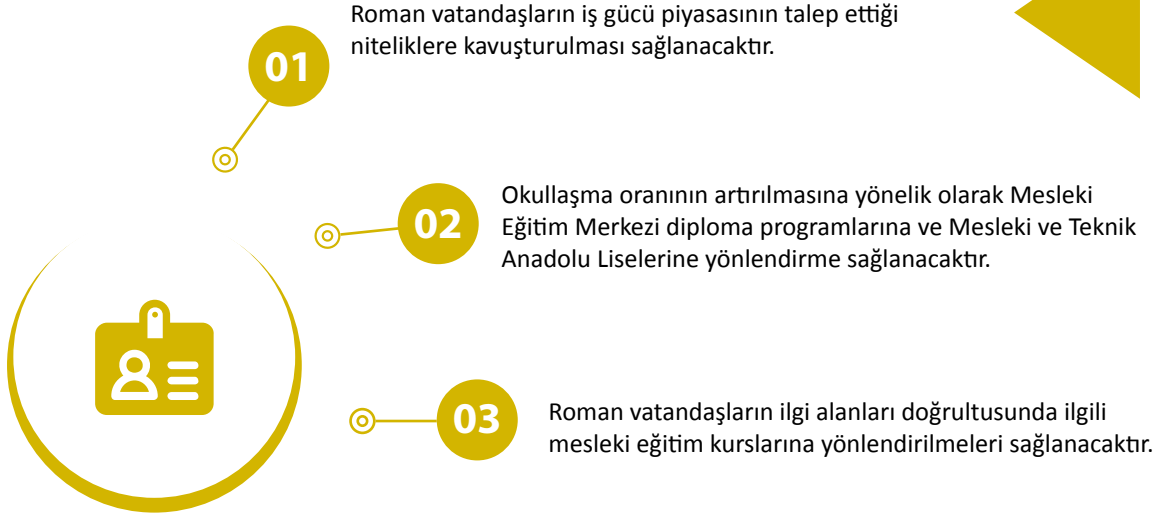 Roman vatandaşların iş gücü piyasasının talep ettiği
niteliklere kavuşturulması sağlanacaktır.
01
02
Okullaşma oranının artırılmasına yönelik olarak Mesleki
Eğitim Merkezi diploma programlarına ve Mesleki ve Teknik
Anadolu Liselerine yönlendirme sağlanacaktır.
03
Roman vatandaşların ilgi alanları doğrultusunda ilgili
mesleki eğitim kurslarına yönlendirilmeleri sağlanacaktır.